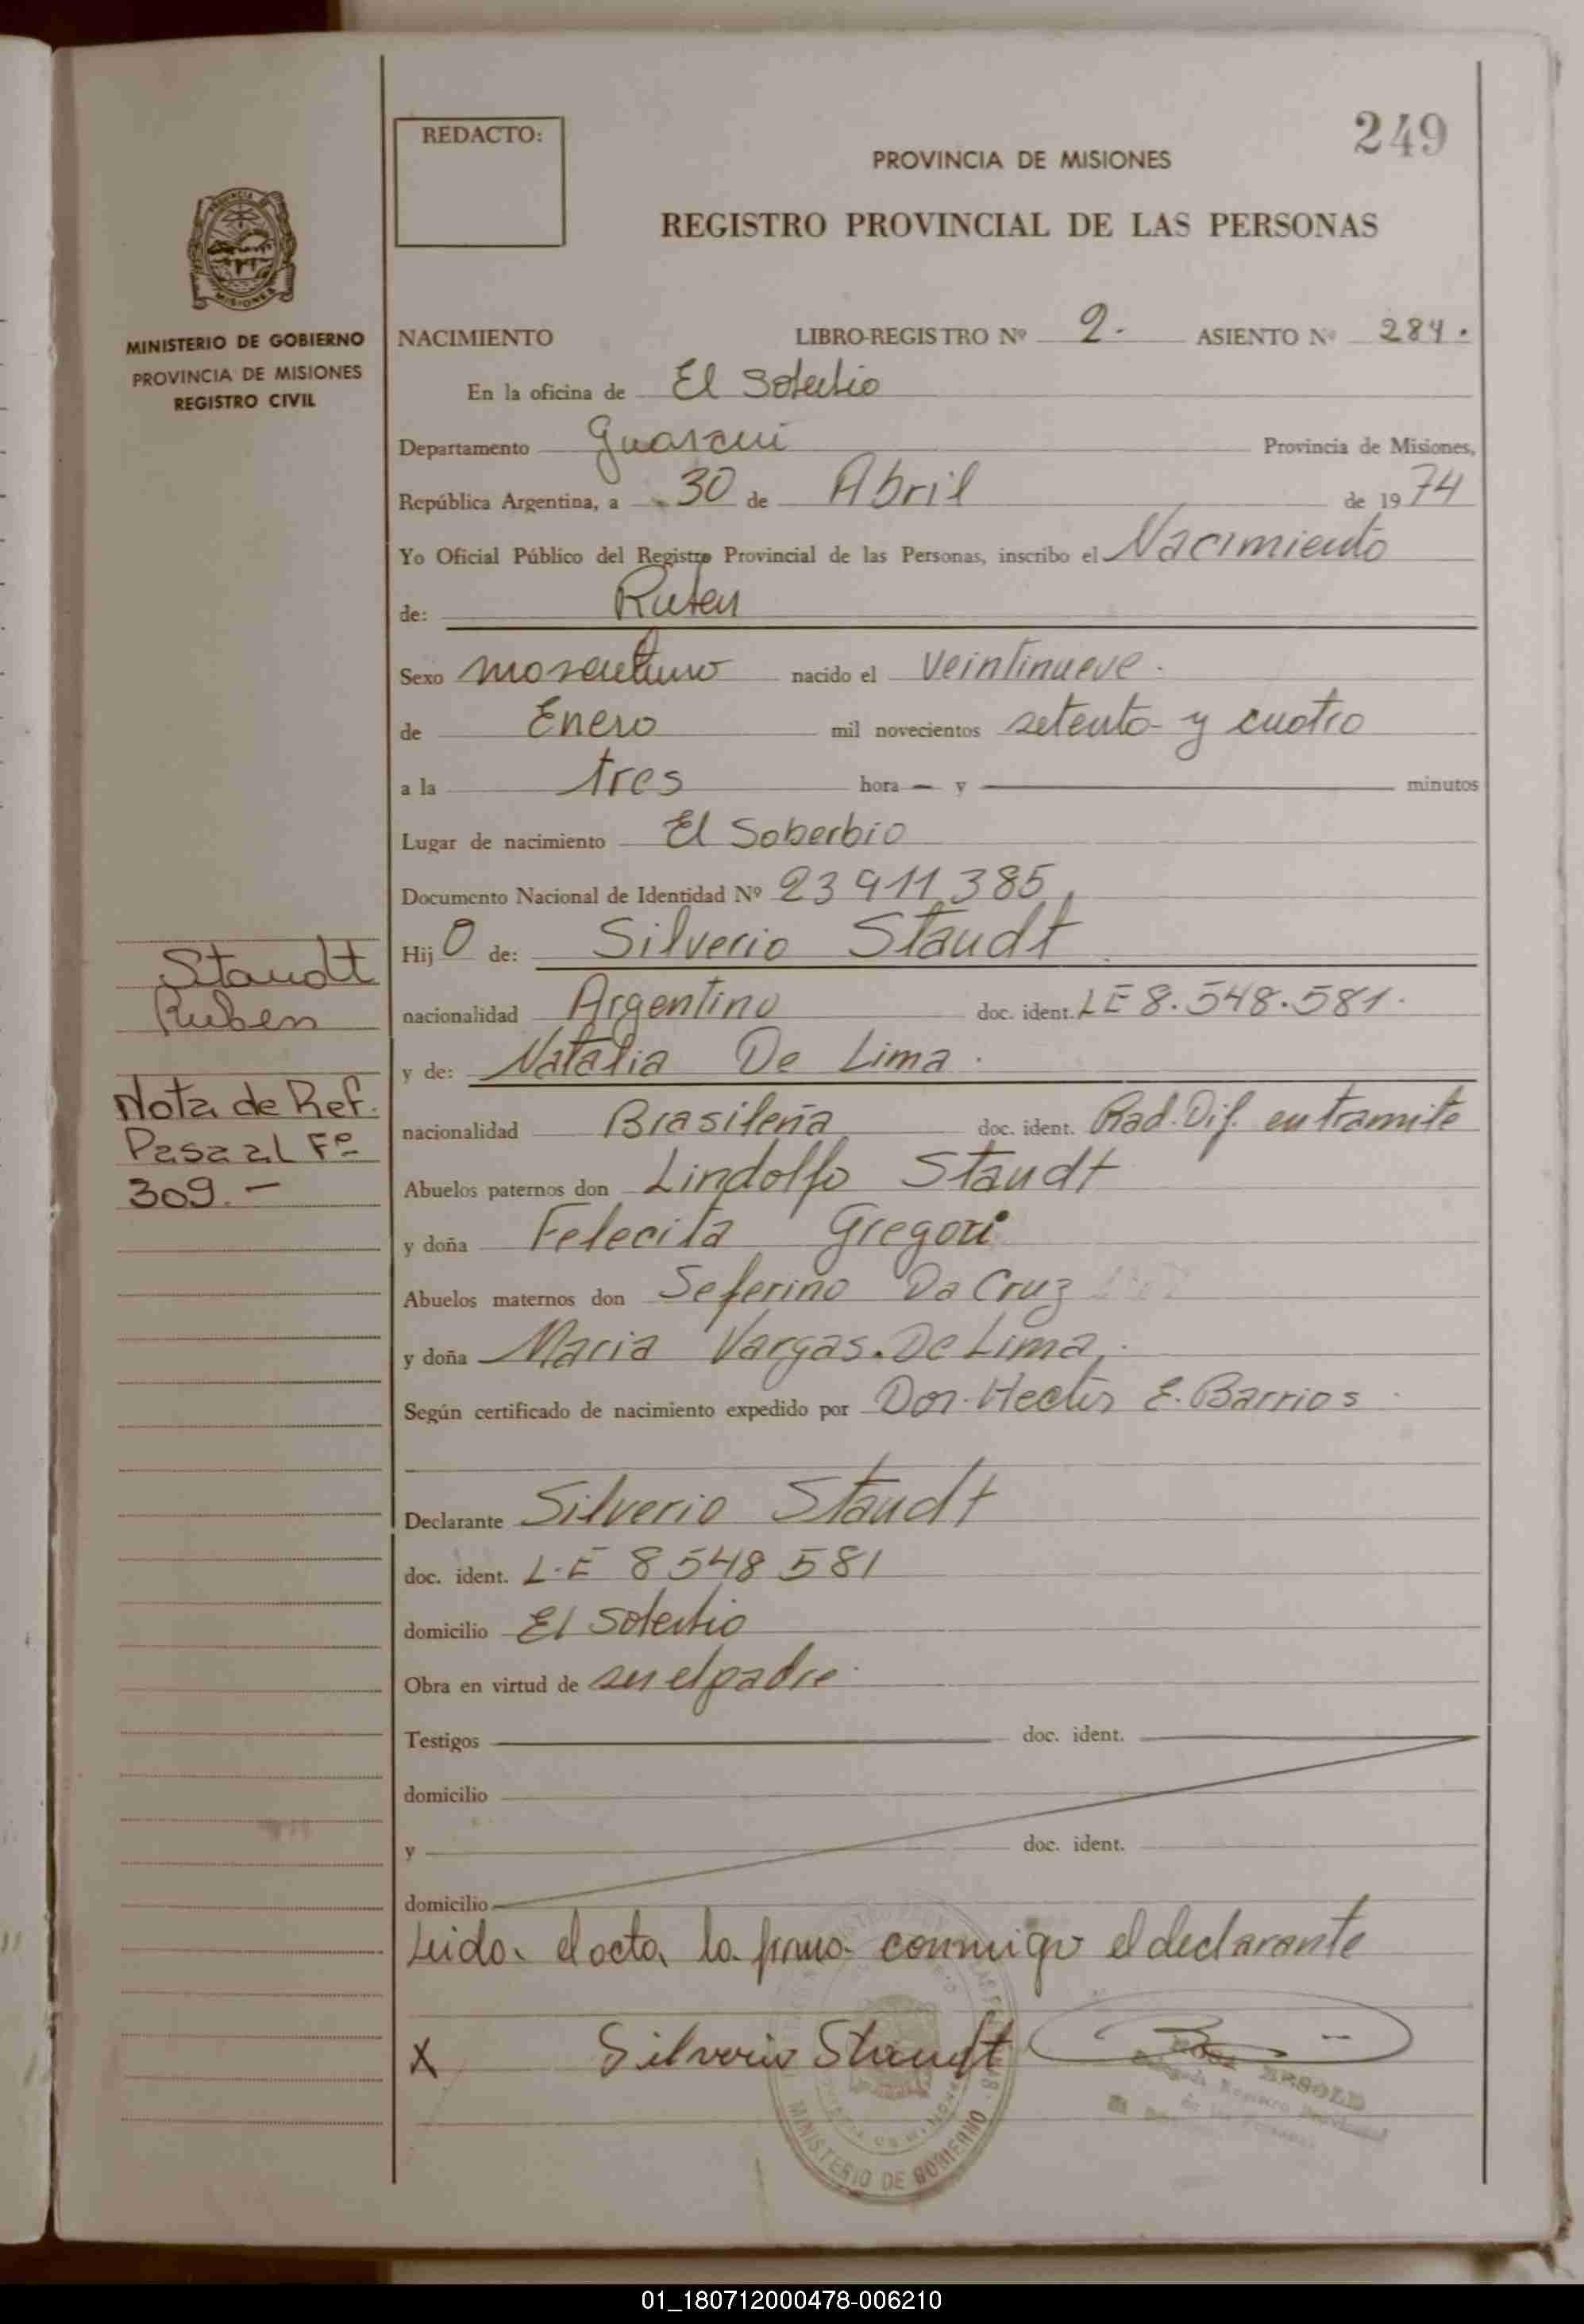 249
REDACTO:
PROVINCIA DE MISIONES
REGISTRO PROVINCIAL DE LAS PERSONAS
MINISTERIO DE GOBIERNO
PROVINCIA DE MISIONES
REGISTRO CIVIL
NACIMIENTO LIBRO-REGISTRO Nº 2. ASIENTO Nº 284.
En la oficina de El Soberbio
Departamento Guaraní Provincia de Misiones,
República Argentina, a 30 de Abril de 1974
Yo Oficial Público del Registro Provincial de las Personas, inscribo el Nacimiento
de: Ruben
Sexo masculino nacido el veintinueve.
de Enero mil novecientos setenta y cuatro
a la tres hora — y — minutos
Lugar de nacimiento El Soberbio
Documento Nacional de Identidad Nº 23911385
Hijo de: Silverio Staudt
nacionalidad Argentino doc. ident. LE 8.548.581.
y de: Natalia De Lima.
nacionalidad Brasileña doc. ident. Rad. Dif. en tramite
Abuelos paternos don Lindolfo Staudt
y doña Felecita Gregori
Abuelos maternos don Seferino Da Cruz
y doña Maria Vargas. De Lima.
Según certificado de nacimiento expedido por Dor. Hector E. Barrios
Declarante Silverio Staudt
doc. ident. L.E 8548581
domicilio El Soberbio
Obra en virtud de ser el padre.
Testigos doc. ident.
domicilio
y doc. ident.
domicilio
Leida el acta la firma conmigo el declarante
X Silverio Staudt
Staudt
Ruben
Nota de Ref.
Pasa al Fº
309.-
MINISTERIO DE GOBIERNO
01_180712000478-006210